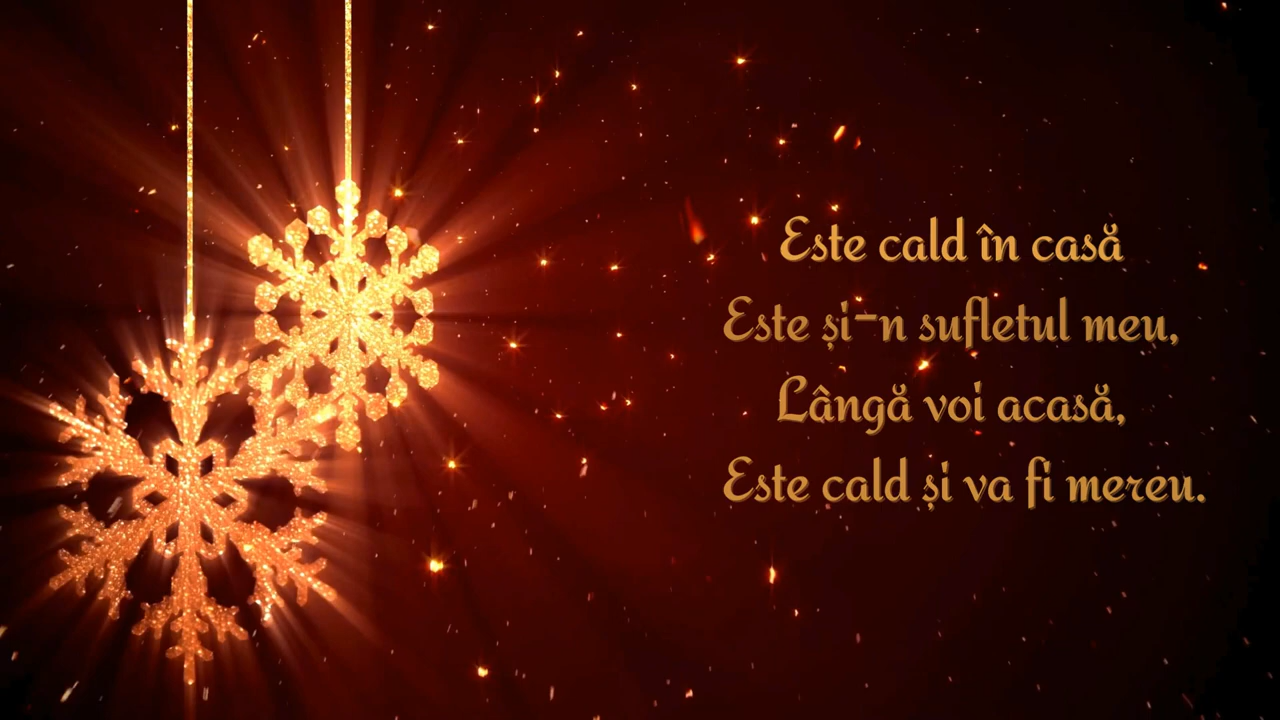 Este cald în casă
Este și-n sufletul meu,
Lângă voi acasă,
Este cald și va fi mereu.